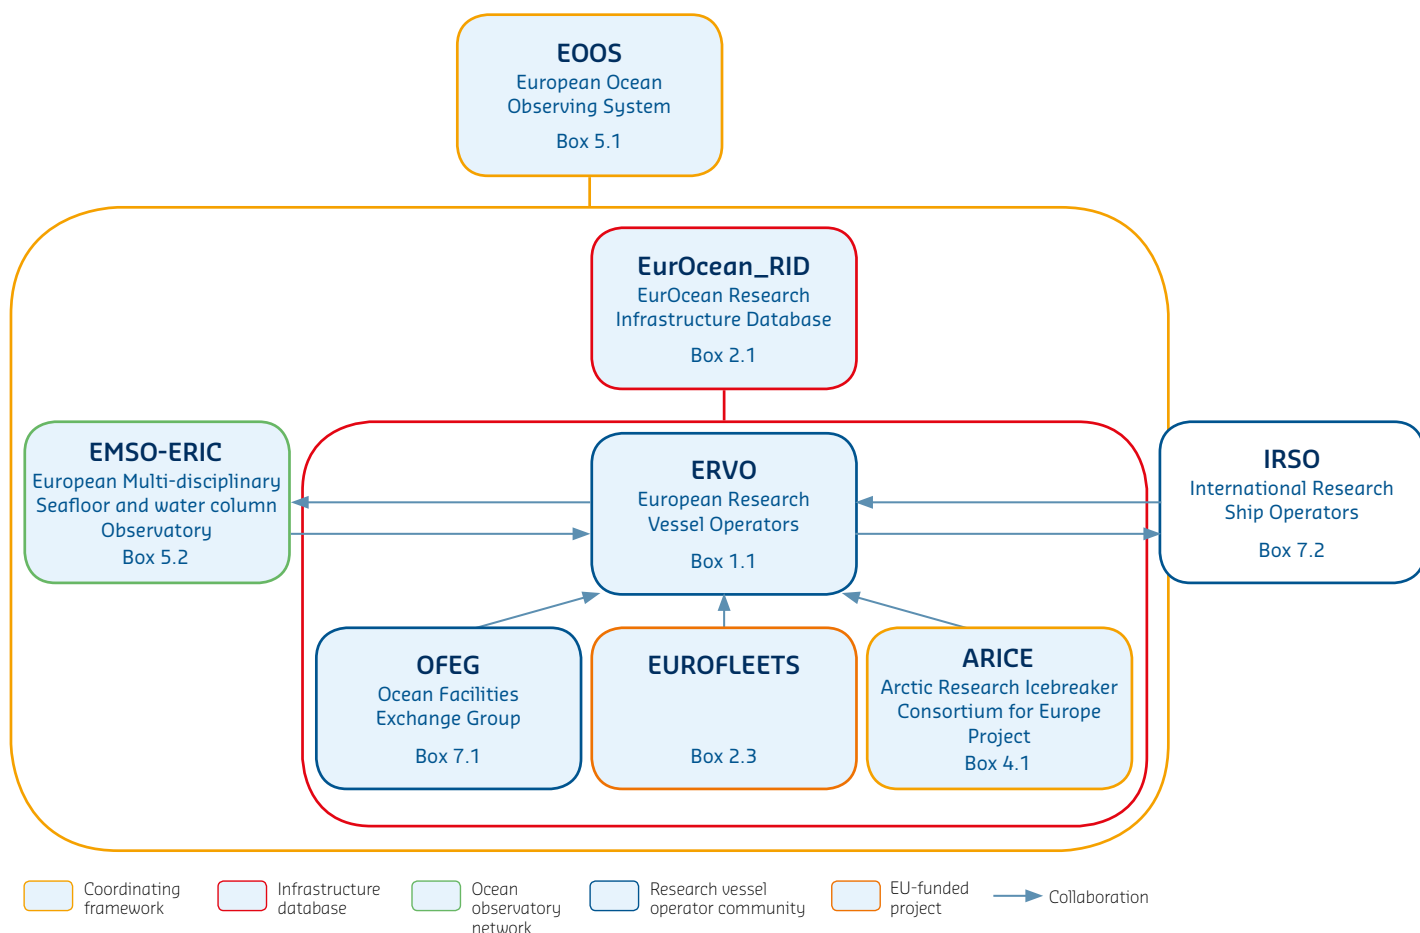 EOOS
European Ocean
Observing System
Box 5.1
EurOcean_RID
EurOcean Research
Infrastructure Database
Box 2.1
EMSO-ERIC
European Multi-disciplinary
Seafloor and water column
Observatory
Box 5.2
ERVO
European Research
Vessel Operators
Box 1.1
IRSO
International Research
Ship Operators
Box 7.2
OFEG
Ocean Facilities
Exchange Group
Box 7.1
EUROFLEETS
Box 2.3
ARICE
Arctic Research Icebreaker
Consortium for Europe
Project
Box 4.1
Coordinating
framework
Infrastructure
database
Ocean
observatory
network
Research vessel
operator community
EU-funded
project
Collaboration